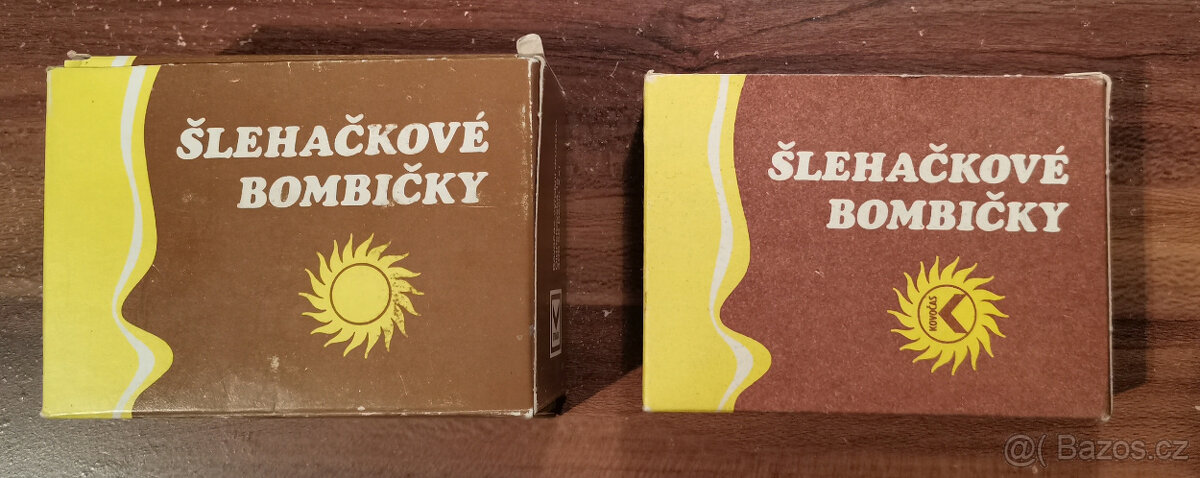 ŠLEHAČKOVÉ
BOMBIČKY
ŠLEHAČKOVÉ
BOMBIČKY
KOVOČAS
@( Bazos.cz